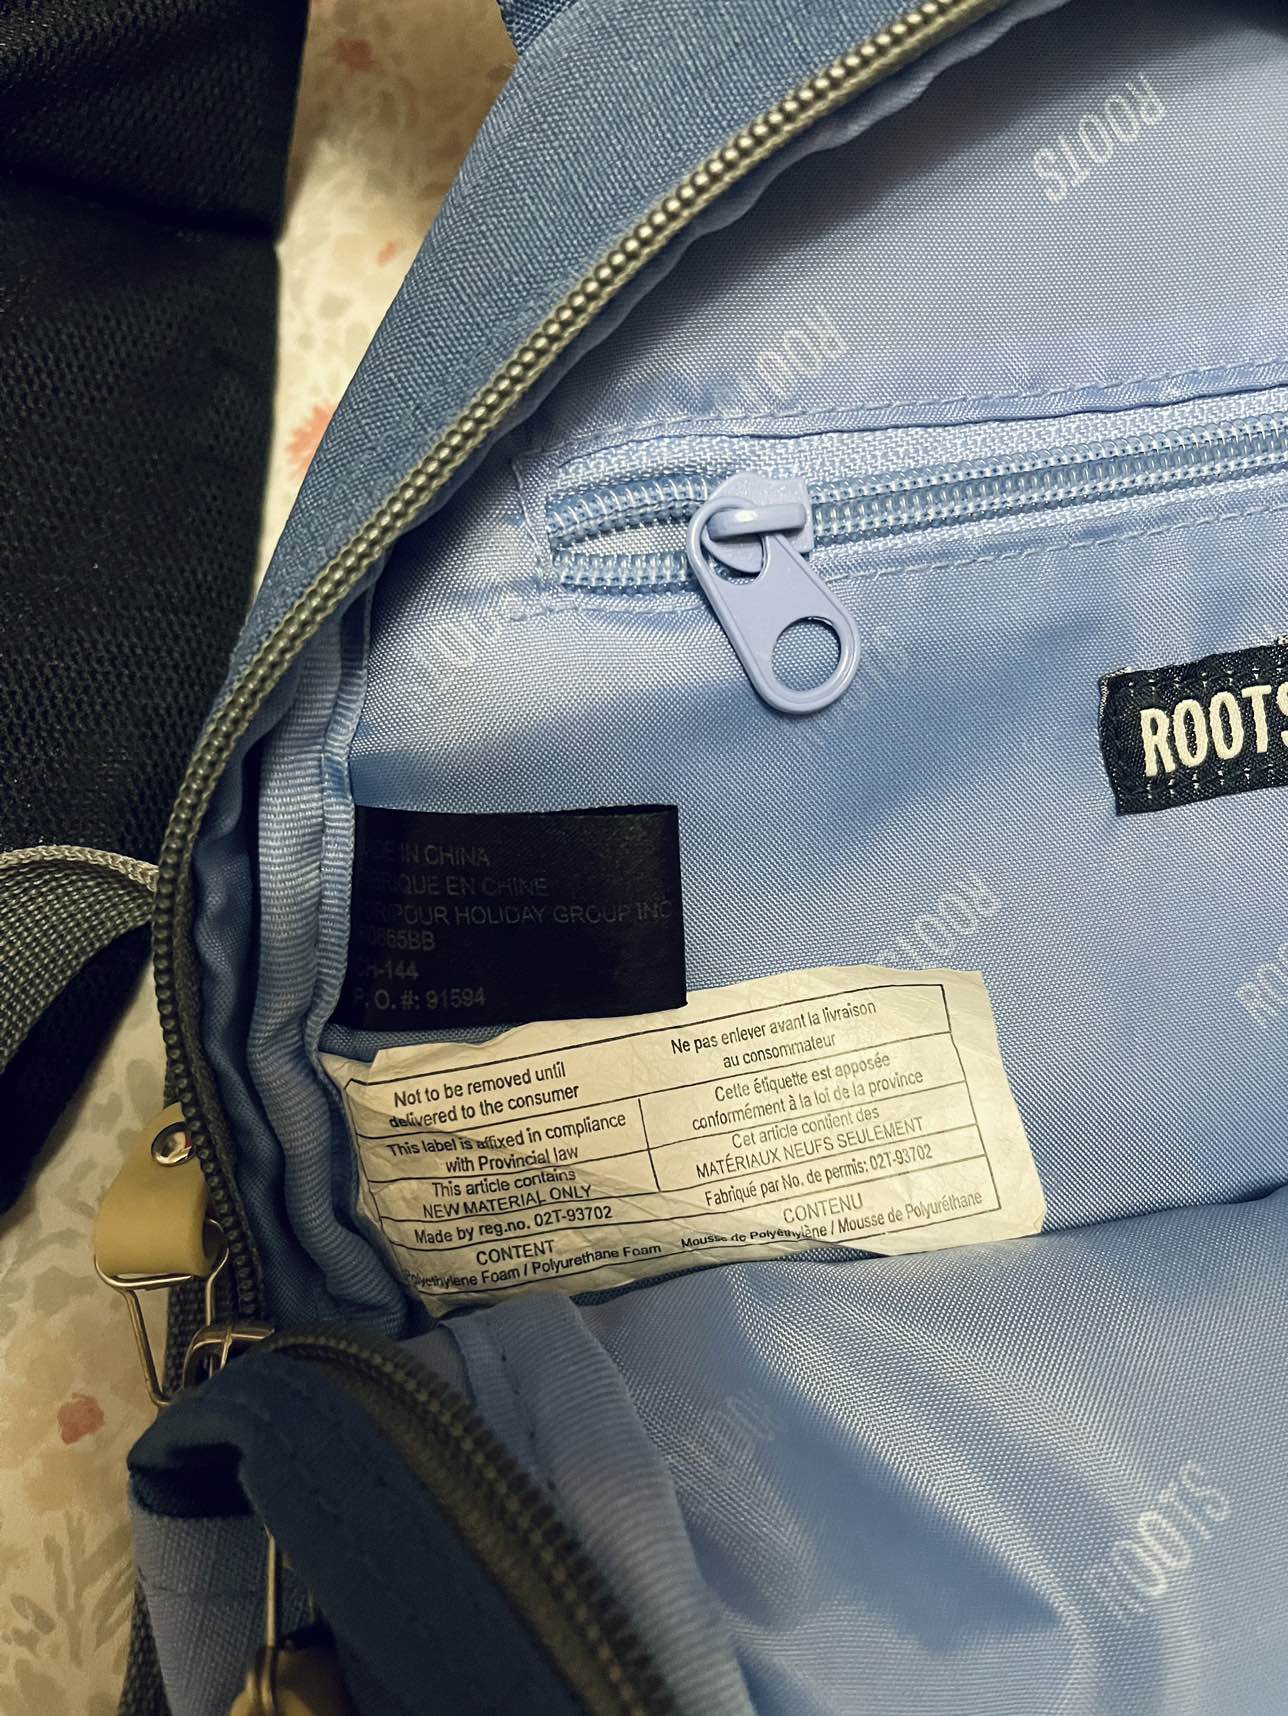 ROOTS
ROOTS
ROOTS
IN CHINA
EN CHINE
HOLIDAY GROUP INC
P. O. #: 91594
Not to be removed until
delivered to the consumer
This label is affixed in compliance
with Provincial law
This article contains
NEW MATERIAL ONLY
Made by reg.no. 02T-93702
CONTENT
Polyethylene Foam / Polyurethane Foam
Ne pas enlever avant la livraison
au consommateur
Cette étiquette est apposée
conformément à la loi de la province
Cet article contient des
MATÉRIAUX NEUFS SEULEMENT
Fabriqué par No. de permis: 02T-93702
CONTENU
Mousse de Polyéthylène / Mousse de Polyuréthane
ROOTS